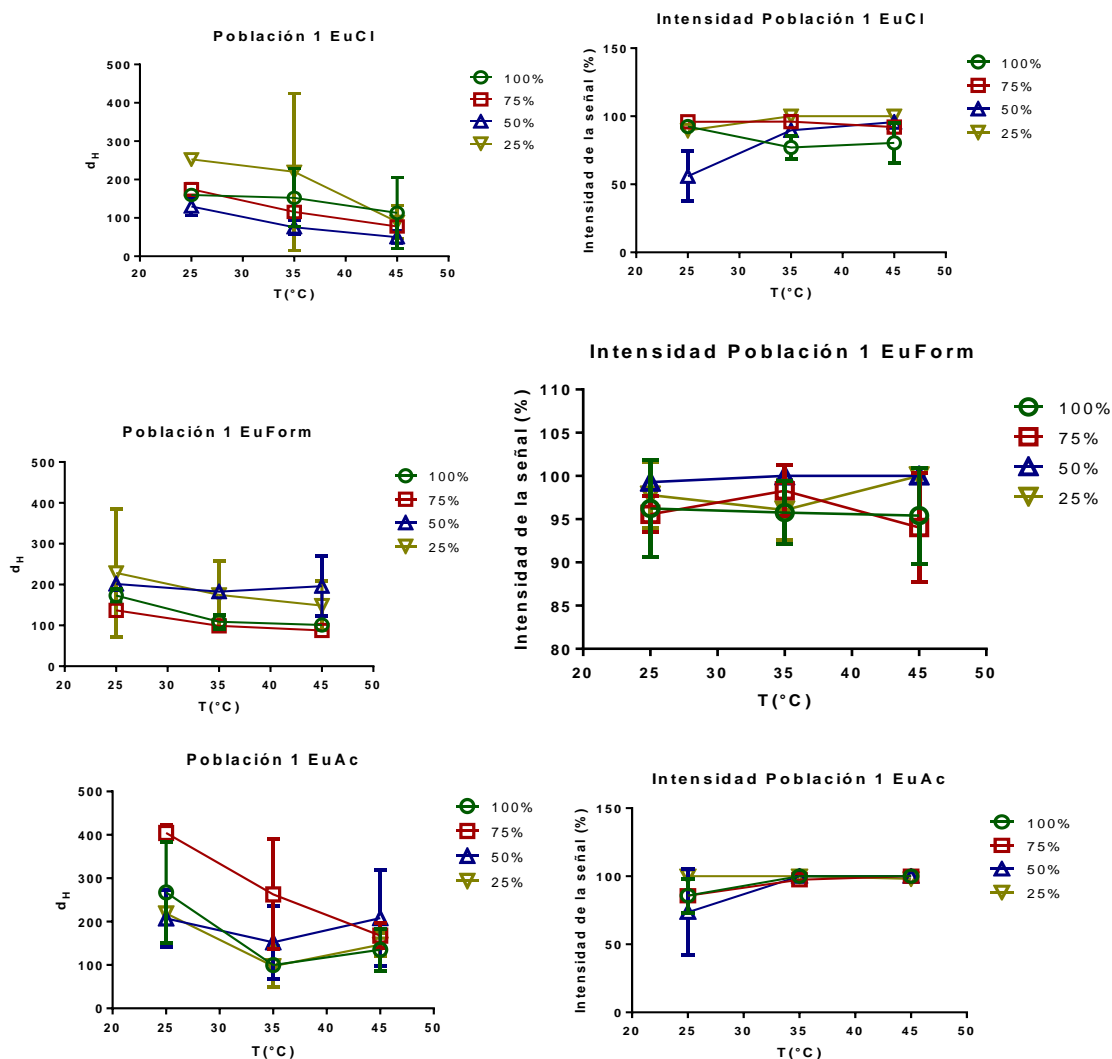 Población 1 EuCl
d_H
500
400
300
200
100
0
20 25 30 35 40 45 50
T(°C)
100%
75%
50%
25%
Intensidad Población 1 EuCl
Intensidad de la señal (%)
150
100
50
0
20 25 30 35 40 45 50
T(°C)
100%
75%
50%
25%
Población 1 EuForm
d_H
500
400
300
200
100
0
20 25 30 35 40 45 50
T(°C)
100%
75%
50%
25%
Intensidad Población 1 EuForm
Intensidad de la señal (%)
110
105
100
95
90
85
80
20 25 30 35 40 45 50
T(°C)
100%
75%
50%
25%
Población 1 EuAc
d_H
500
400
300
200
100
0
20 25 30 35 40 45 50
T(°C)
100%
75%
50%
25%
Intensidad Población 1 EuAc
Intensidad de la señal (%)
150
100
50
0
20 25 30 35 40 45 50
T(°C)
100%
75%
50%
25%